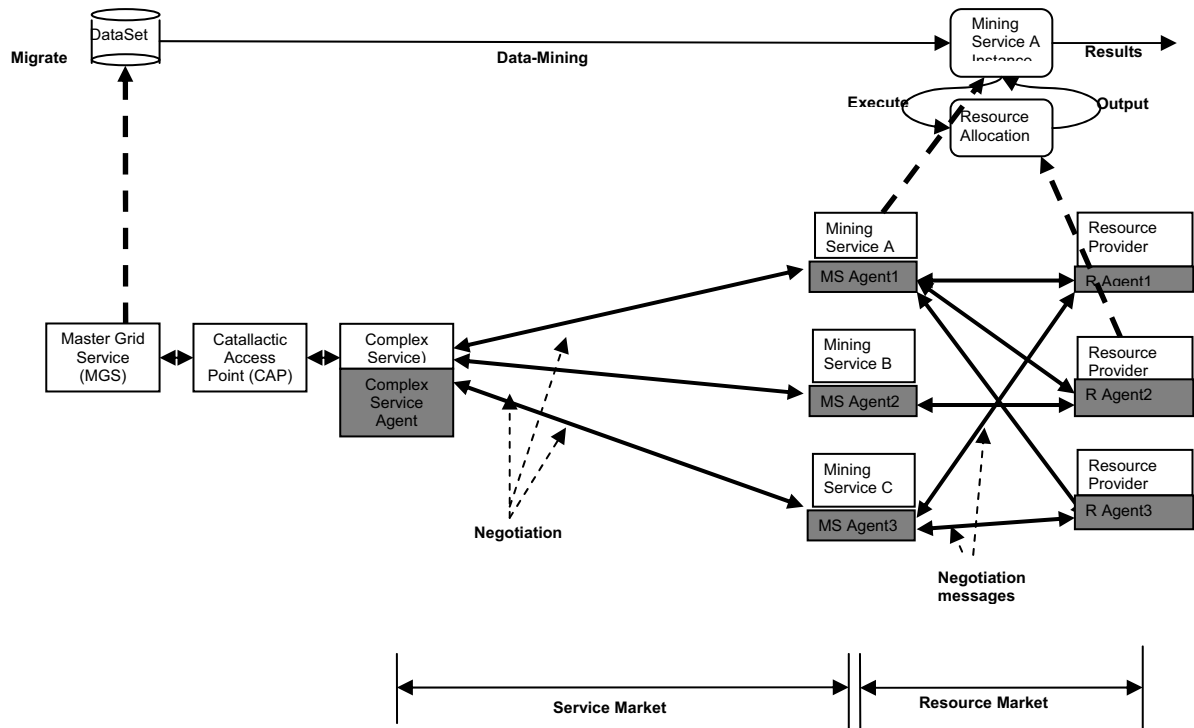 DataSet
Migrate
Data-Mining
Mining
Service A
Instance
Results
Execute
Output
Resource
Allocation
Mining
Service A
MS Agent1
Resource
Provider
R Agent1
Master Grid
Service
(MGS)
Catallactic
Access
Point (CAP)
Complex
Service)
Complex
Service
Agent
Mining
Service B
MS Agent2
Resource
Provider
R Agent2
Mining
Service C
MS Agent3
Resource
Provider
R Agent3
Negotiation
Negotiation
messages
Service Market
Resource Market